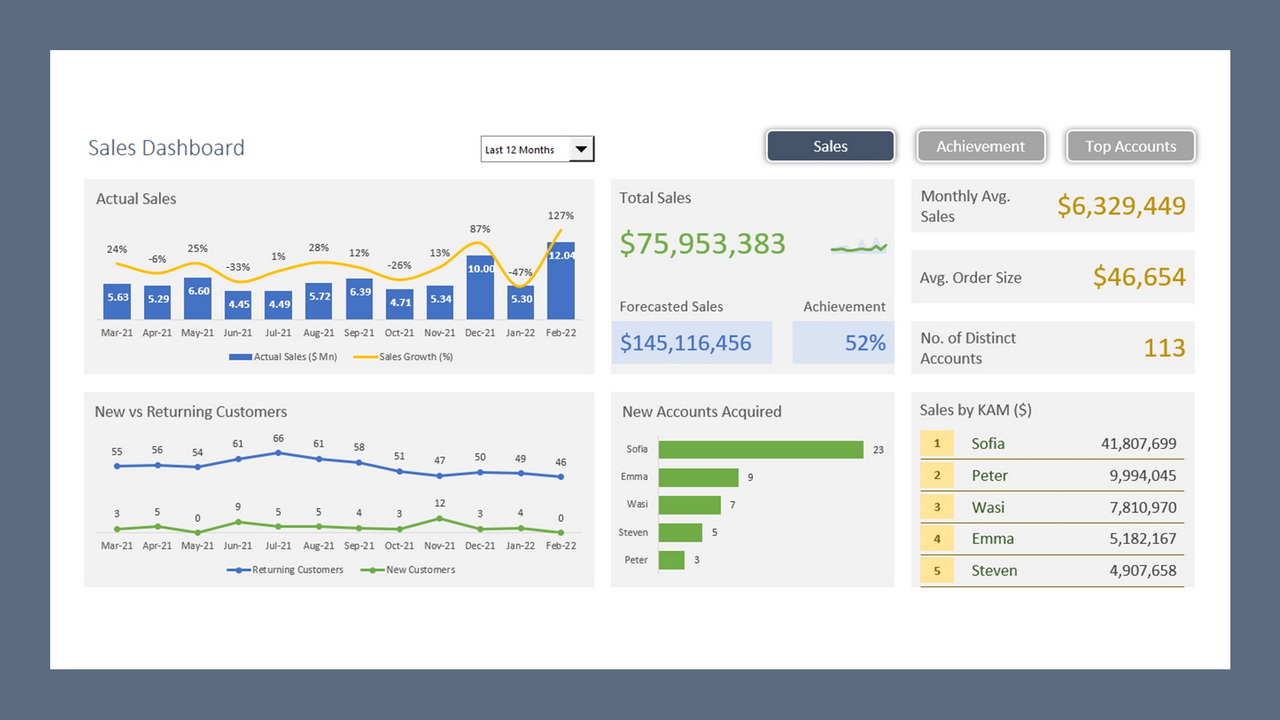 Sales Dashboard
Last 12 Months
Sales
Achievement
Top Accounts
Actual Sales
24% -6% 25% -33% 1% 28% 12% -26% 13% 87% -47% 127%
5.63 5.29 6.60 4.45 4.49 5.72 6.39 4.71 5.34 10.00 5.30 12.04
Mar-21 Apr-21 May-21 Jun-21 Jul-21 Aug-21 Sep-21 Oct-21 Nov-21 Dec-21 Jan-22 Feb-22
Actual Sales ($ Mn) Sales Growth (%)
Total Sales
$75,953,383
Forecasted Sales Achievement
$145,116,456 52%
Monthly Avg.
Sales
$6,329,449
Avg. Order Size $46,654
No. of Distinct
Accounts
113
New vs Returning Customers
55 56 54 61 66 61 58 51 47 50 49 46
3 5 0 9 5 5 4 3 12 3 4 0
Mar-21 Apr-21 May-21 Jun-21 Jul-21 Aug-21 Sep-21 Oct-21 Nov-21 Dec-21 Jan-22 Feb-22
Returning Customers New Customers
New Accounts Acquired
Sofia 23
Emma 9
Wasi 7
Steven 5
Peter 3
Sales by KAM ($)
1 Sofia 41,807,699
2 Peter 9,994,045
3 Wasi 7,810,970
4 Emma 5,182,167
5 Steven 4,907,658